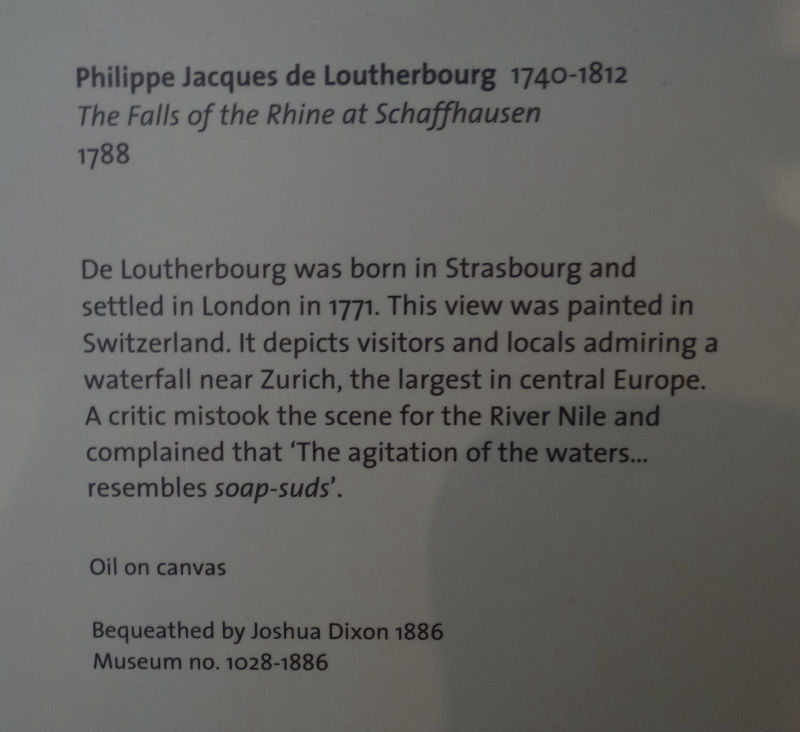 Philippe Jacques de Loutherbourg 1740-1812
The Falls of the Rhine at Schaffhausen
1788
De Loutherbourg was born in Strasbourg and
settled in London in 1771. This view was painted in
Switzerland. It depicts visitors and locals admiring a
waterfall near Zurich, the largest in central Europe.
A critic mistook the scene for the River Nile and
complained that ‘The agitation of the waters...
resembles soap-suds’.
Oil on canvas
Bequeathed by Joshua Dixon 1886
Museum no. 1028-1886